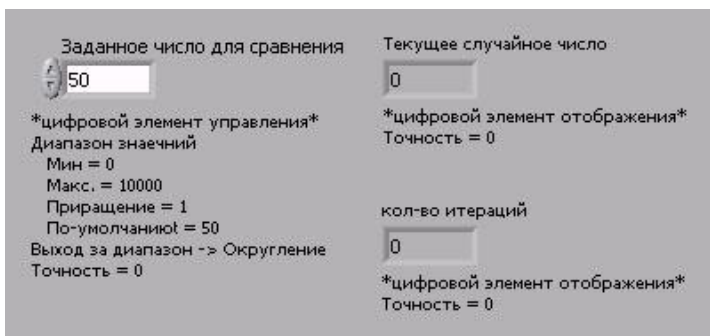 Заданное число для сравнения
50
*цифровой элемент управления*
Диапазон знаечний
Мин = 0
Макс. = 10000
Приращение = 1
По-умолчаниюt = 50
Выход за диапазон -> Округление
Точность = 0
Текущее случайное число
0
*цифровой элемент отображения*
Точность = 0
кол-во итераций
0
*цифровой элемент отображения*
Точность = 0